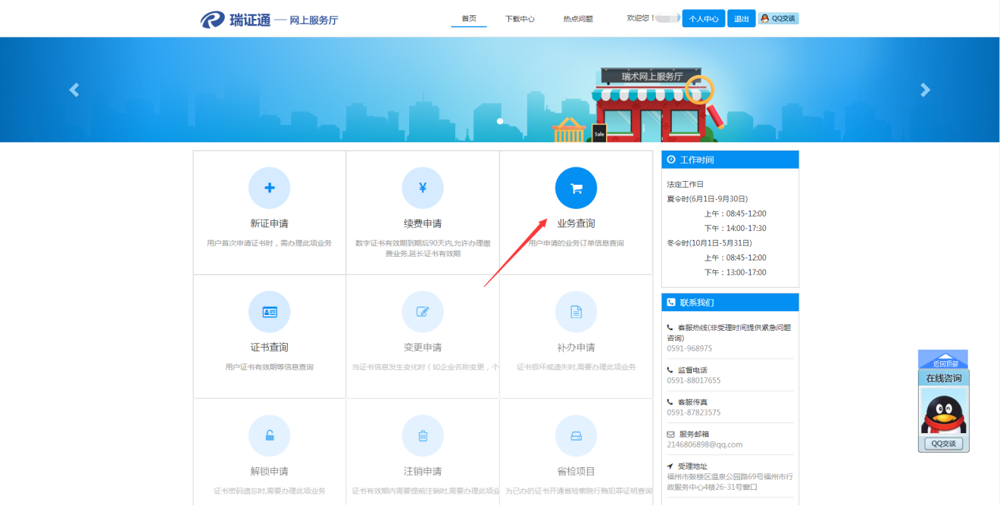 瑞证通 — 网上服务厅
首页
下载中心
热点问题
欢迎您！
个人中心
退出
QQ交谈
瑞术网上服务厅
Sale
新证申请
用户首次申请证书时，需办理此项业务
续费申请
数字证书有效期到期后90天内,允许办理缴
费业务,延长证书有效期
业务查询
用户申请的业务订单信息查询
证书查询
用户证书有效期等信息查询
变更申请
当证书信息发生变化时（如企业名称变更，个
补办申请
证书损坏或遗失时,需要办理此项业务
解锁申请
证书密码遗忘时,需要办理此项业务
注销申请
证书有效期内需要提前注销时,需要办理此项业
省检项目
为已办的证书开通省检察院行贿犯罪证明查询
工作时间
法定工作日
夏令时(6月1日-9月30日)
上午：08:45-12:00
下午：14:00-17:30
冬令时(10月1日-5月31日)
上午：08:45-12:00
下午：13:00-17:00
联系我们
客服热线(非受理时间提供紧急问题
咨询)
0591-968975
监督电话
0591-88017655
客服传真
0591-87823575
服务邮箱
2146806898@qq.com
受理地址
福州市鼓楼区温泉公园路69号福州市行
政服务中心4楼26-31号窗口
返回顶部
在线咨询
QQ交谈